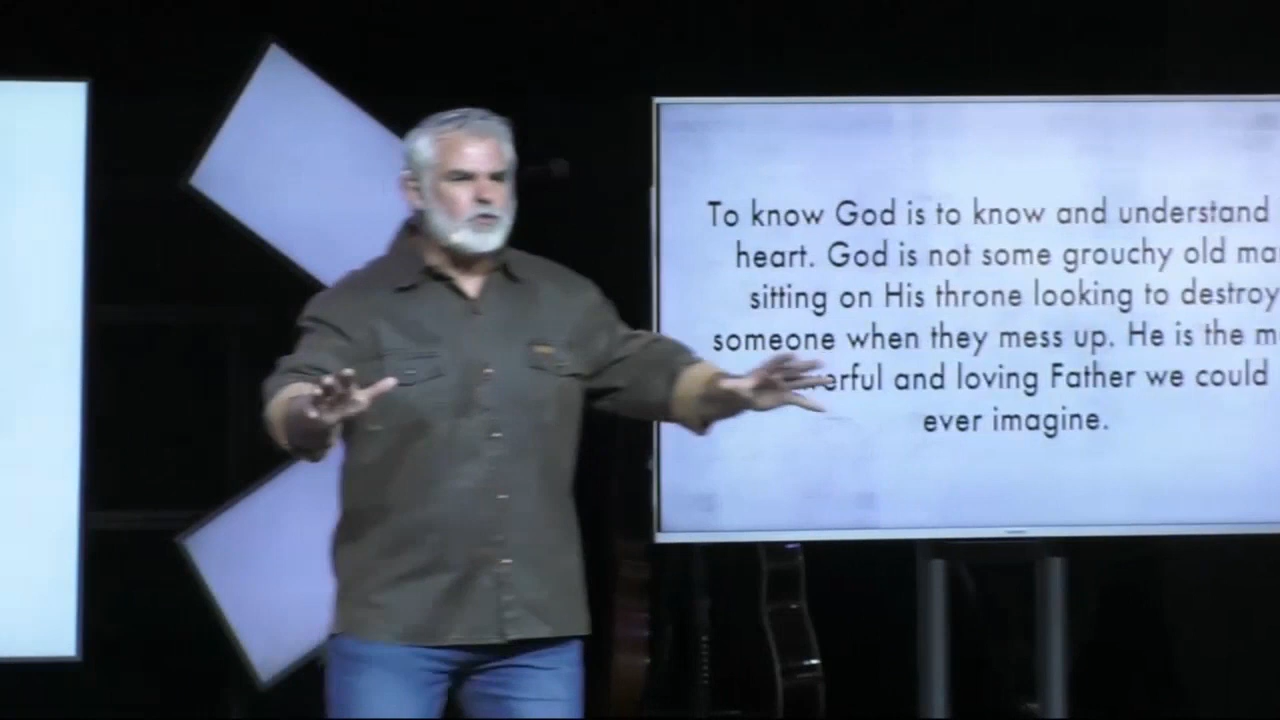 To know God is to know and understand
heart. God is not some grouchy old
sitting on His throne looking to destroy
someone when they mess up. He is the
and loving Father we could
ever imagine.